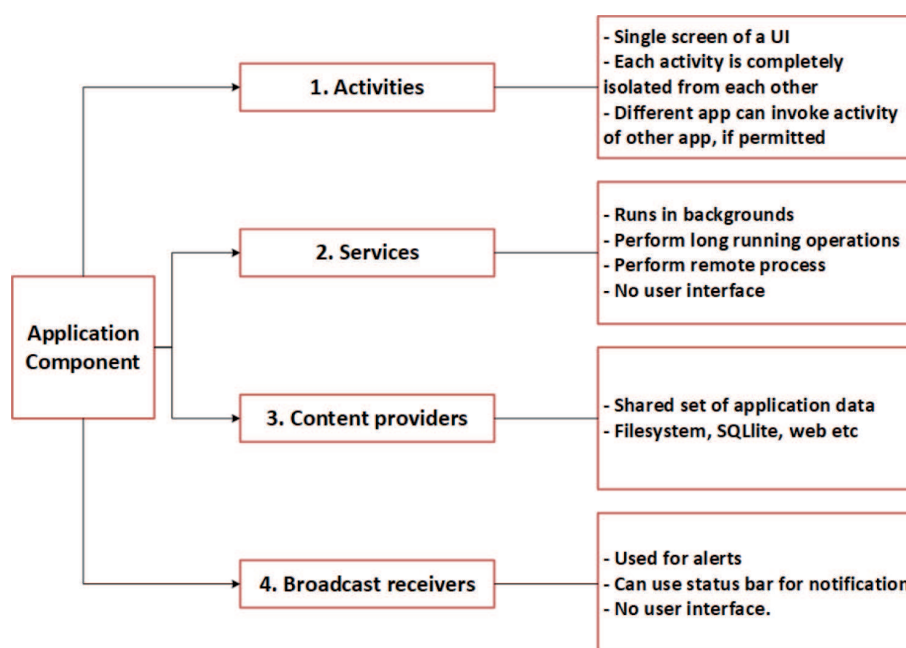 Application
Component
1. Activities
- Single screen of a UI
- Each activity is completely
isolated from each other
- Different app can invoke activity
of other app, if permitted
2. Services
- Runs in backgrounds
- Perform long running operations
- Perform remote process
- No user interface
3. Content providers
- Shared set of application data
- Filesystem, SQLlite, web etc
4. Broadcast receivers
- Used for alerts
- Can use status bar for notification
- No user interface.